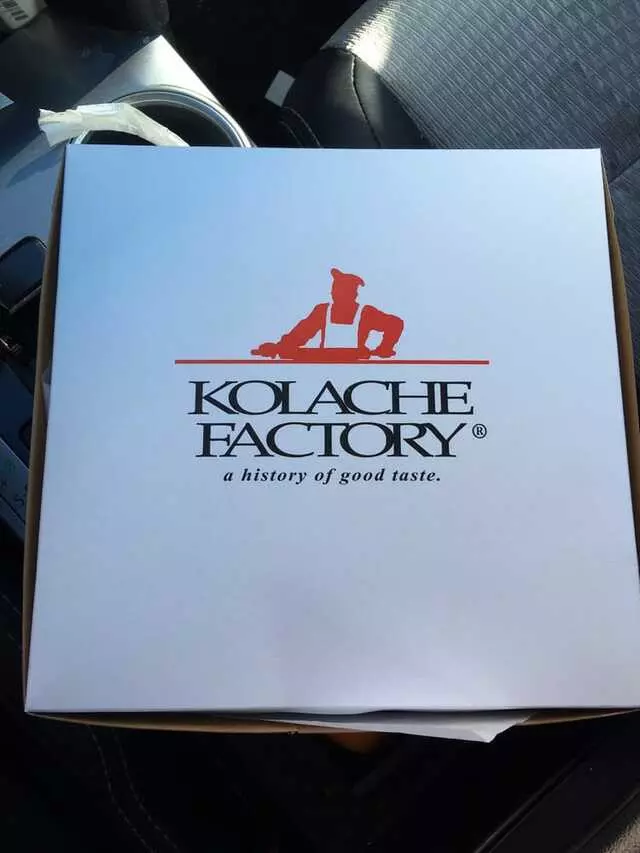 KOLACHE
FACTORY®
a history of good taste.